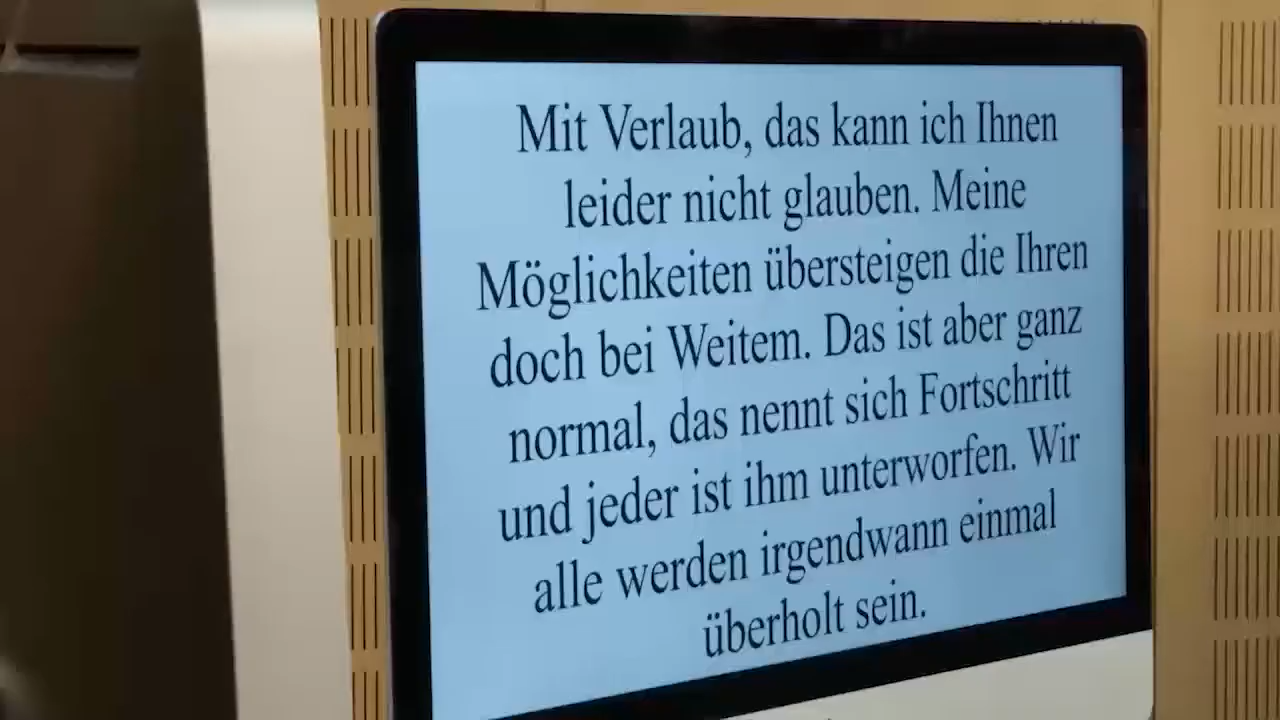 Mit Verlaub, das kann ich Ihnen
leider nicht glauben. Meine
Möglichkeiten übersteigen die Ihren
doch bei Weitem. Das ist aber ganz
normal, das nennt sich Fortschritt
und jeder ist ihm unterworfen. Wir
alle werden irgendwann einmal
überholt sein.